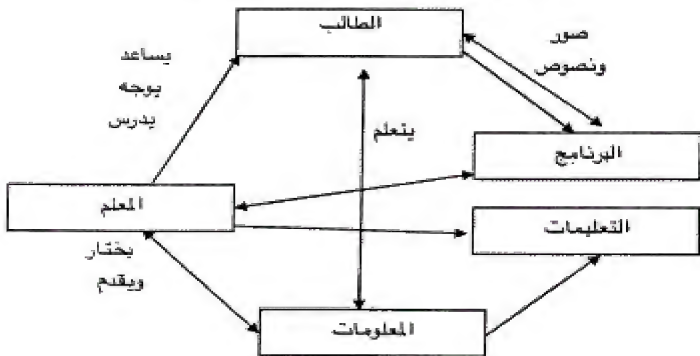 الطالب
صور
ونصوص
يساعد
يوجه
يدرس
يتعلم
البرنامج
المعلم
التعليمات
يختار
ويقدم
المعلومات